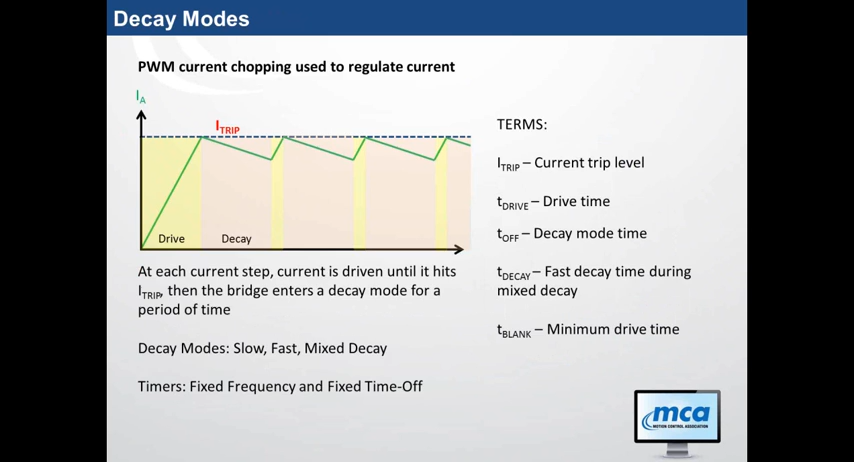 Decay Modes
PWM current chopping used to regulate current
IA
ITRIP
Drive
Decay
At each current step, current is driven until it hits
ITRIP, then the bridge enters a decay mode for a
period of time
Decay Modes: Slow, Fast, Mixed Decay
Timers: Fixed Frequency and Fixed Time-Off
TERMS:
ITRIP – Current trip level
tDRIVE – Drive time
tOFF – Decay mode time
tDECAY – Fast decay time during
mixed decay
tBLANK – Minimum drive time
mca
MOTION CONTROL ASSOCIATION